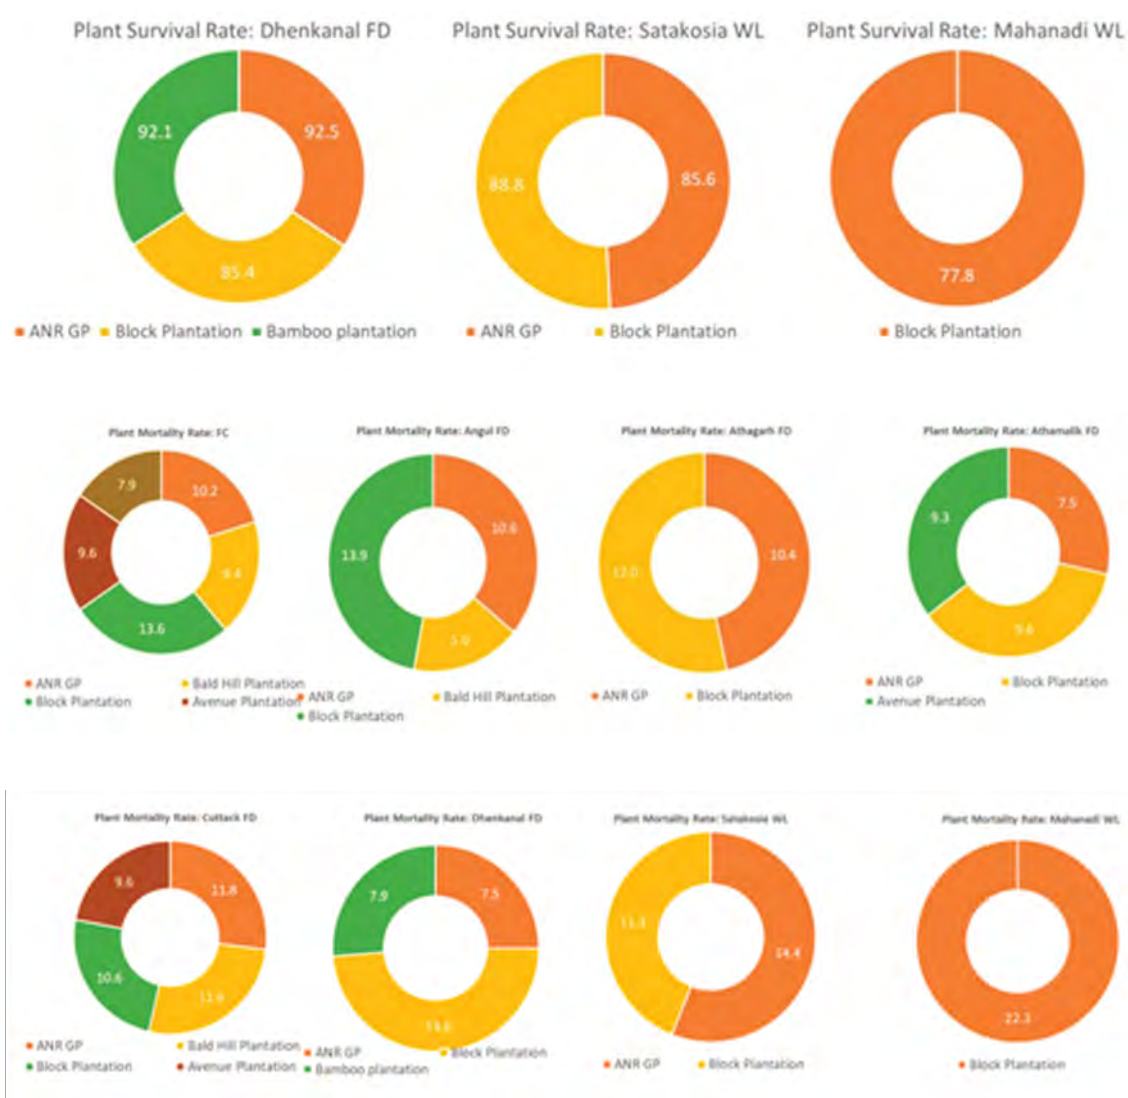 Plant Survival Rate: Dhenkanal FD
92.1
92.5
85.4
ANR GP Block Plantation Bamboo plantation
Plant Survival Rate: Satakosia WL
88.8
85.6
ANR GP Block Plantation
Plant Survival Rate: Mahanadi WL
77.8
Block Plantation
Plant Mortality Rate: FC
7.9
10.2
9.6
13.6
ANR GP Bald Hill Plantation
Block Plantation Avenue Plantation
Plant Mortality Rate: Angul FD
10.6
13.9
5.0
ANR GP Bald Hill Plantation
Block Plantation
Plant Mortality Rate: Athagarh FD
10.4
12.0
ANR GP Block Plantation
Plant Mortality Rate: Athamalik FD
7.5
9.3
9.6
ANR GP Block Plantation
Avenue Plantation
Plant Mortality Rate: Cuttack FD
9.6
11.8
10.6
ANR GP Bald Hill Plantation
Block Plantation Avenue Plantation
Plant Mortality Rate: Dhenkanal FD
7.9
7.5
ANR GP Block Plantation
Bamboo plantation
Plant Mortality Rate: Satakosia WL
14.4
ANR GP Block Plantation
Plant Mortality Rate: Mahanadi WL
Block Plantation